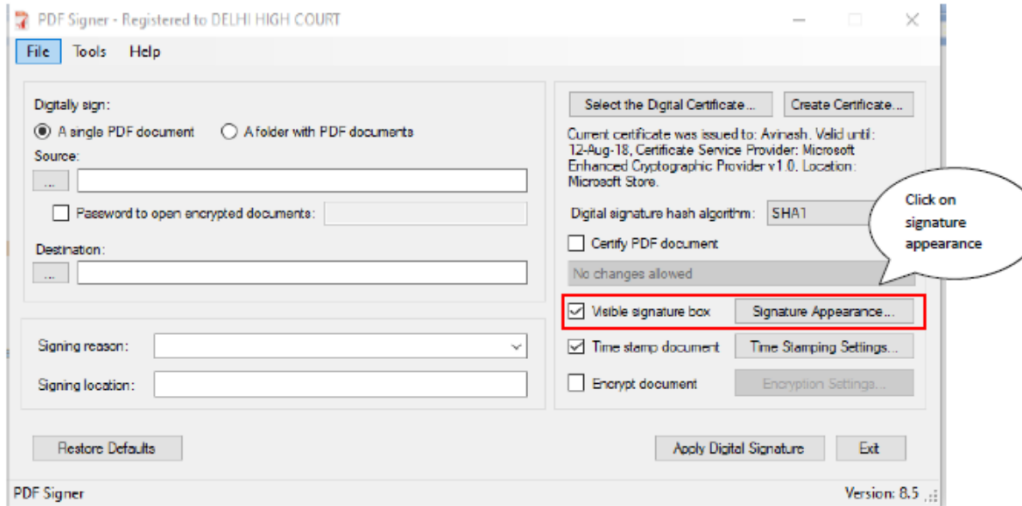 PDF Signer - Registered to DELHI HIGH COURT
File Tools Help
Digitally sign:
A single PDF document A folder with PDF documents
Source:
...
Password to open encrypted documents:
Destination:
...
Signing reason:
Signing location:
Select the Digital Certificate... Create Certificate...
Current certificate was issued to: Avinash. Valid until:
12-Aug-18, Certificate Service Provider: Microsoft
Enhanced Cryptographic Provider v1.0, Location:
Microsoft Store.
Digital signature hash algorithm: SHA1
Certify PDF document
No changes allowed
Visible signature box Signature Appearance...
Time stamp document Time Stamping Settings...
Encrypt document Encryption Settings...
Click on
signature
appearance
Restore Defaults Apply Digital Signature Exit
PDF Signer Version: 8.5